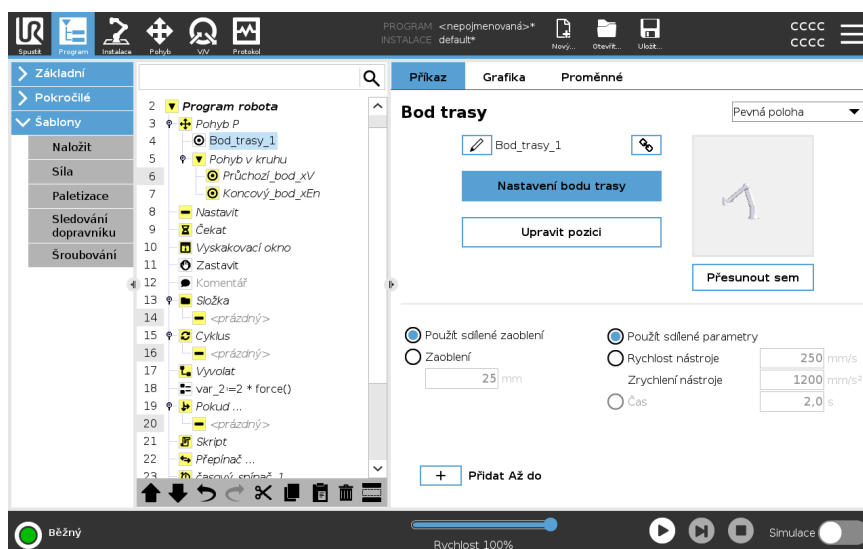 UR
PROGRAM <nepojmenovaná>*
INSTALACE default*
cccc
cccc
Spustit Program Instalace Pohyb V/V Protokol Nový... Otevřít... Uložit...
Základní
Pokročilé
Šablony
Naložit
Síla
Paletizace
Sledování
dopravníku
Šroubování
2 Program robota
3 Pohyb P
4 Bod_trasy_1
5 Pohyb v kruhu
6 Průchozí_bod_xV
7 Koncový_bod_xEn
8 Nastavit
9 Čekat
10 Vyskakovací okno
11 Zastavit
12 Komentář
13 Složka
14 <prázdný>
15 Cyklus
16 <prázdný>
17 Vyvolat
18 var_2≔2 * force()
19 Pokud ...
20 <prázdný>
21 Skript
22 Přepínač ...
23 časový_spínač_1
Příkaz Grafika Proměnné
Bod trasy
Pevná poloha
Bod_trasy_1
Nastavení bodu trasy
Upravit pozici
Přesunout sem
Použít sdílené zaoblení
Zaoblení
25 mm
Použít sdílené parametry
Rychlost nástroje 250 mm/s
Zrychlení nástroje 1200 mm/s²
Čas 2,0 s
+ Přidat Až do
Běžný
Rychlost 100%
Simulace